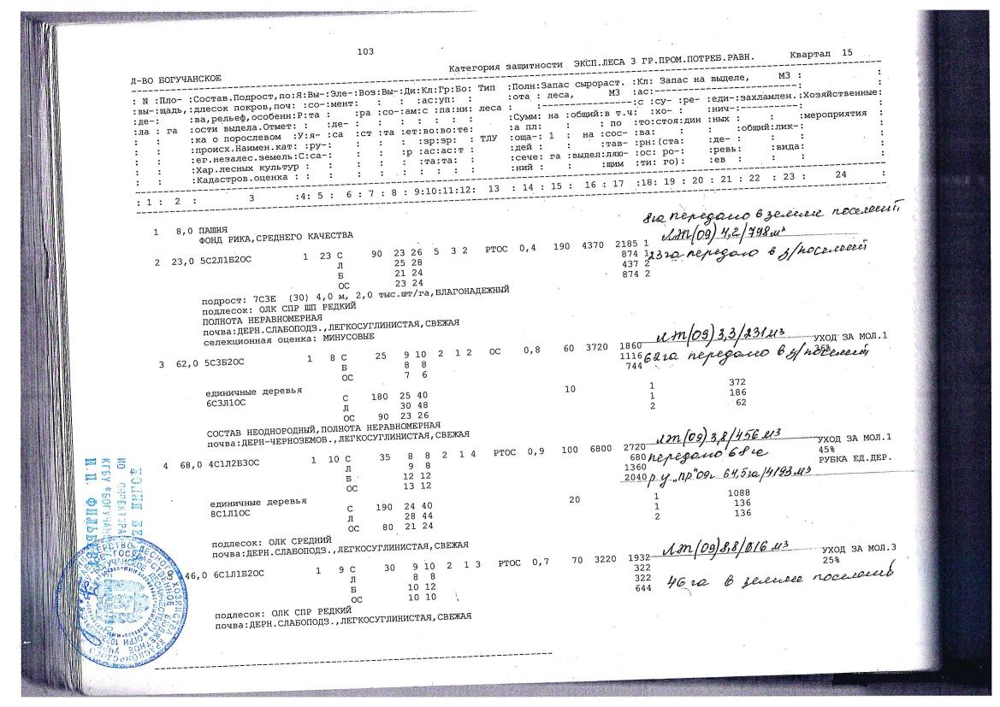 103
Категория защитности ЭКСП.ЛЕСА 3 ГР.ПРОМ.ПОТРЕБ.РАВН. Квартал 15
Л-ВО БОГУЧАНСКОЕ
: N :Пло- :Состав.Подрост,по:Я:Вы-:Эле-:Воз:Вы-:Ди:Кл:Гр:Бо: Тип :Полн:Запас сырораст. :Кл: Запас на выделе, М3 :
:вы-:щадь,:длесок покров,поч: :со-:мент: : :ас:уп: : :ота : леса, М3 :ас:
:де-: :ва,рельеф,особенн:Р:та : :ра :со-:ам:с :па:ни: леса : :с :су- :ре- :еди-:захламлен.:Хозяйственные:
:ла : га :ости выдела.Отмет: : :ле- :Сумм: на :общий:в т.ч: :хо- : :нич-:
: : :ка о порослевом :У:я- :са :ст :та :ет:во:во:те: :а пл: : : по :то:стоя:дин :ных : : :мероприятия :
: : :происх.Наимен.кат: :ру-: : : : :зр:зр: : ТЛУ :оща-: 1 : на :сос- :ва: : : :общий:лик-:
: : :ег.незалес.земель:С:са-: : : : :р :ас:ас:т : :дей : : :тав- :рн:(ста: :де- : : :
: : :Хар.лесных культур : : : : : : :та:та: : :сече: га :выдел:ляю- :ос: ро-: :ревь: :вида:
: : :Кадастров.оценка : : : : : : : : : : : :ний : : : щим :ти: го): :ев : : :
: 1 : 2 : 3 :4: 5 : 6 : 7 : 8 : 9:10:11:12: 13 : 14 : 15 : 16 : 17 :18: 19 : 20 : 21 : 22 : 23 : 24 :
8га передано в земли поселений
1 8,0 ПАШНЯ
ФОНД РИКА,СРЕДНЕГО КАЧЕСТВА
ЛЖ(09) 4,2/798м³
2 23,0 5С2Л1Б2ОС 1 23 С 90 23 26 5 3 2 РТОС 0,4 190 4370 2185 1
Л 25 28 874 1 23га передано в з/поселений
Б 21 24 437 2
ОС 23 24 874 2
подрост: 7С3Е (30) 4,0 м, 2,0 тыс.шт/га,БЛАГОНАДЕЖНЫЙ
подлесок: ОЛК СПР ШП РЕДКИЙ
ПОЛНОТА НЕРАВНОМЕРНАЯ
почва:ДЕРН.СЛАБОПОДЗ.,ЛЕГКОСУГЛИНИСТАЯ,СВЕЖАЯ
селекционная оценка: МИНУСОВЫЕ
ЛЖ(09) 3,3/231м3
3 62,0 5С3Б2ОС 1 8 С 25 9 10 2 1 2 ОС 0,8 60 3720 1860 УХОД ЗА МОЛ.1
Б 8 8 1116 62га передано в з/поселений 36%
ОС 7 6 744
единичные деревья
6С3Л1ОС С 180 25 40 10 1 372
Л 30 48 1 186
ОС 90 23 26 2 62
СОСТАВ НЕОДНОРОДНЫЙ,ПОЛНОТА НЕРАВНОМЕРНАЯ
почва:ДЕРН-ЧЕРНОЗЕМОВ.,ЛЕГКОСУГЛИНИСТАЯ,СВЕЖАЯ
ЛЖ(09) 3,8/456м3
4 68,0 4С1Л2Б3ОС 1 10 С 35 8 8 2 1 4 РТОС 0,9 100 6800 2720 УХОД ЗА МОЛ.1
Л 9 8 680 передано 68га 45%
Б 12 12 1360 РУБКА ЕД.ДЕР.
ОС 13 12 2040 р.у. "пр"09г 64,5га/4193м3
единичные деревья
8С1Л1ОС С 190 24 40 20 1 1088
Л 28 44 1 136
ОС 80 21 24 2 136
подлесок: ОЛК СРЕДНИЙ
почва:ДЕРН.СЛАБОПОДЗ.,ЛЕГКОСУГЛИНИСТАЯ,СВЕЖАЯ
ЛЖ(09)8,8/616м3
5 46,0 6С1Л1Б2ОС 1 9 С 30 9 10 2 1 3 РТОС 0,7 70 3220 1932 УХОД ЗА МОЛ.3
Л 8 8 322 25%
Б 10 12 322 46 га в земли поселений
ОС 10 10 644
подлесок: ОЛК СПР РЕДКИЙ
почва:ДЕРН.СЛАБОПОДЗ.,ЛЕГКОСУГЛИНИСТАЯ,СВЕЖАЯ
ИО ДИРЕКТОРА
КГБУ «БОГУЧАН